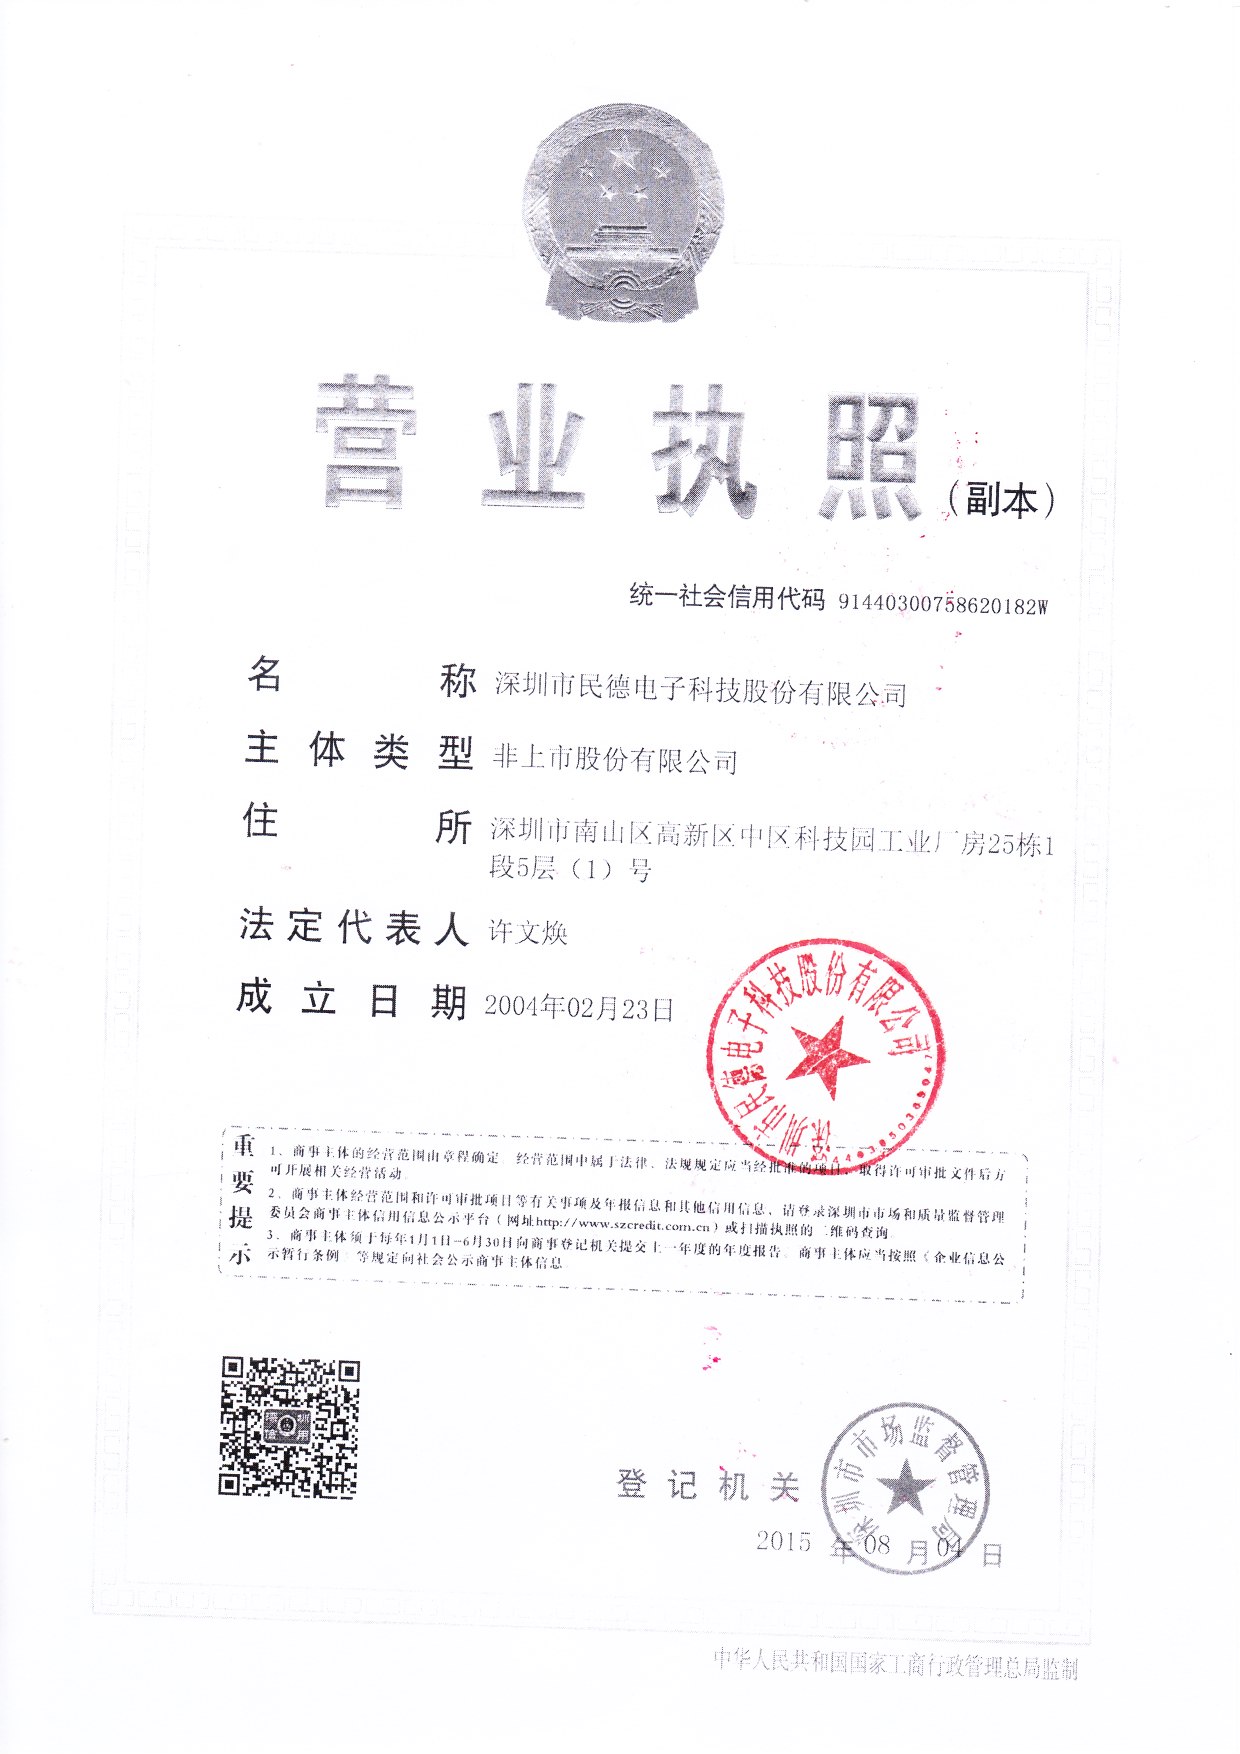 营业执照
（副本）
统一社会信用代码 91440300758620182W
名称 深圳市民德电子科技股份有限公司
主体类型 非上市股份有限公司
住所 深圳市南山区高新区中区科技园工业厂房25栋1
段5层（1）号
法定代表人 许文焕
成立日期 2004年02月23日
深圳市民德电子科技股份有限公司
重要提示
1．商事主体的经营范围由章程确定。经营范围中属于法律、法规规定应当经批准的项目，取得许可审批文件后方
可开展相关经营活动。
2．商事主体经营范围和许可审批项目等有关事项及年报信息和其他信用信息，请登录深圳市市场和质量监督管理
委员会商事主体信用信息公示平台（网址http://www.szcredit.com.cn）或扫描执照的二维码查询。
3．商事主体须于每年1月1日-6月30日向商事登记机关提交上一年度的年度报告。商事主体应当按照《企业信息公
示暂行条例》等规定向社会公示商事主体信息。
登记机关
深圳市市场监督管理局
2015 年 08 月 04 日
中华人民共和国国家工商行政管理总局监制